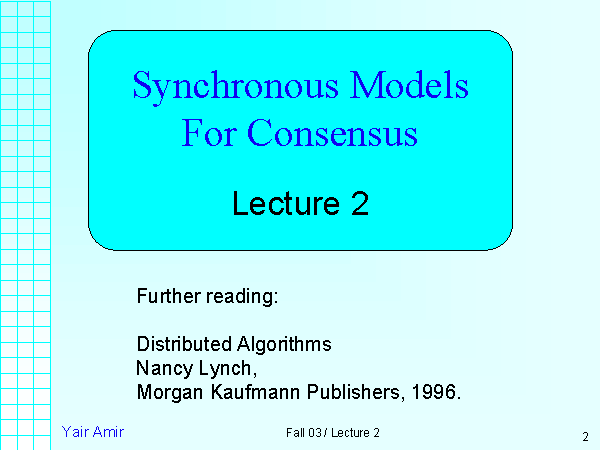 Synchronous Models
For Consensus
Lecture 2
Further reading:
Distributed Algorithms
Nancy Lynch,
Morgan Kaufmann Publishers, 1996.
Yair Amir
Fall 03 / Lecture 2
2